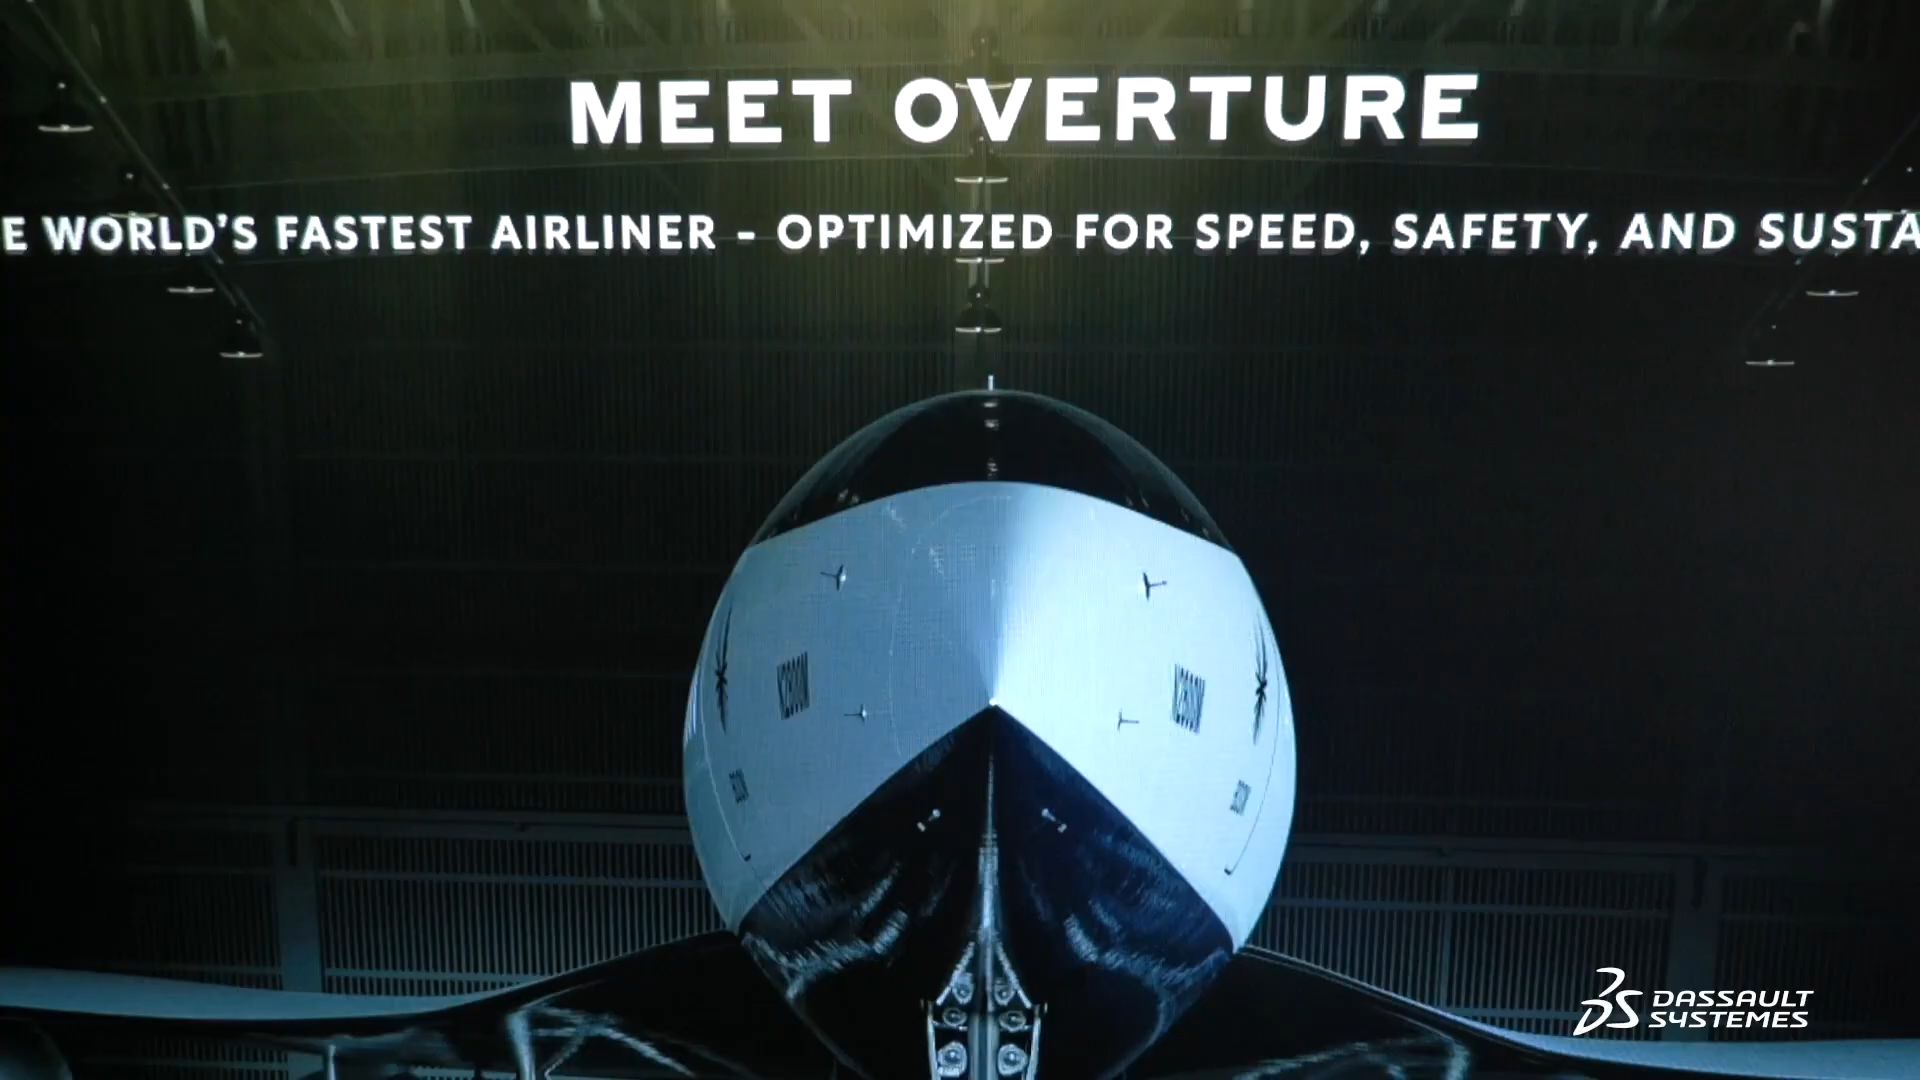 MEET OVERTURE
E WORLD'S FASTEST AIRLINER - OPTIMIZED FOR SPEED, SAFETY, AND SUSTA
DASSAULT
SYSTEMES